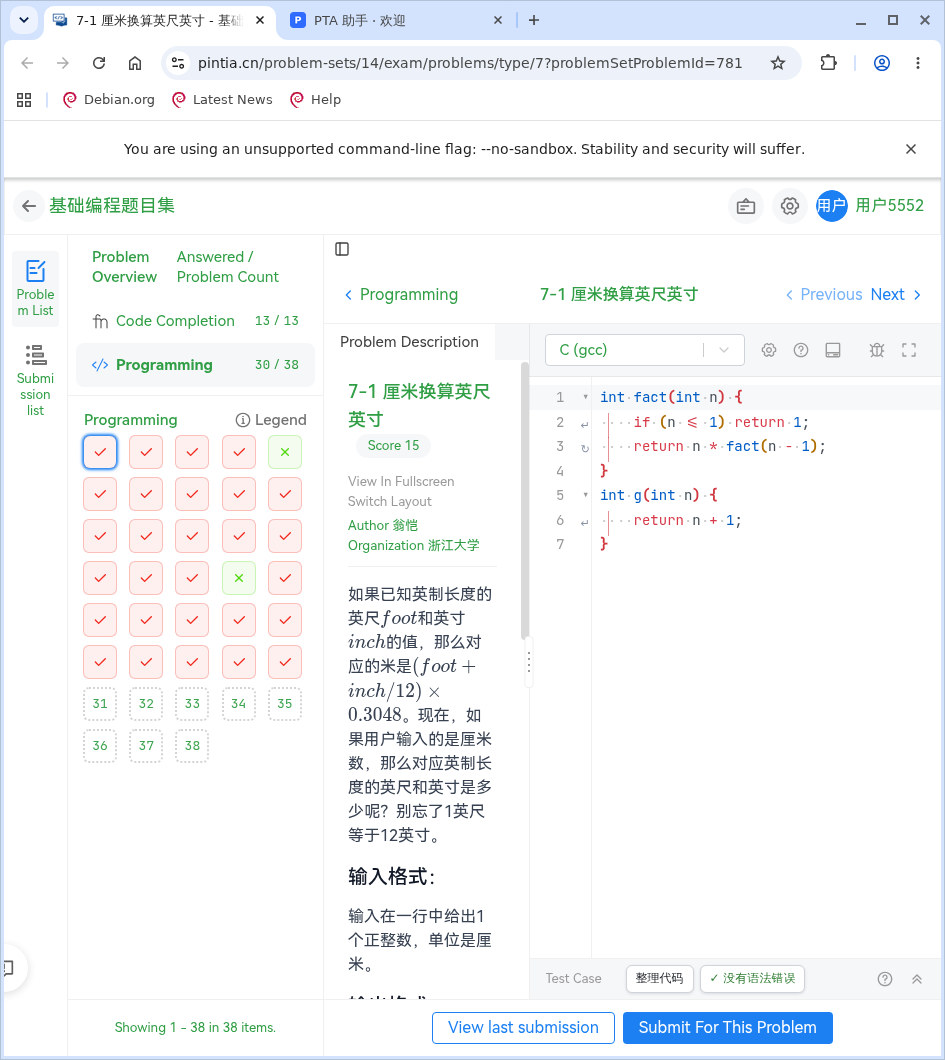 7-1 厘米换算英尺英寸 - 基础
PTA 助手 · 欢迎
pintia.cn/problem-sets/14/exam/problems/type/7?problemSetProblemId=781
Debian.org
Latest News
Help
You are using an unsupported command-line flag: --no-sandbox. Stability and security will suffer.
基础编程题目集
用户
用户5552
Proble
m List
Submi
ssion
list
Problem
Overview
Answered /
Problem Count
Code Completion 13 / 13
Programming 30 / 38
Programming
Legend
31 32 33 34 35
36 37 38
Showing 1 - 38 in 38 items.
Programming
7-1 厘米换算英尺英寸
Previous Next
Problem Description
7-1 厘米换算英尺
英寸
Score 15
View In Fullscreen
Switch Layout
Author 翁恺
Organization 浙江大学
如果已知英制长度的
英尺foot和英寸
inch的值，那么对
应的米是(foot +
inch/12) ×
0.3048。现在，如
果用户输入的是厘米
数，那么对应英制长
度的英尺和英寸是多
少呢？别忘了1英尺
等于12英寸。
输入格式：
输入在一行中给出1
个正整数，单位是厘
米。
C (gcc)
1 int fact(int n) {
2 if (n <= 1) return 1;
3 return n * fact(n - 1);
4 }
5 int g(int n) {
6 return n + 1;
7 }
Test Case
整理代码
✓ 没有语法错误
View last submission
Submit For This Problem